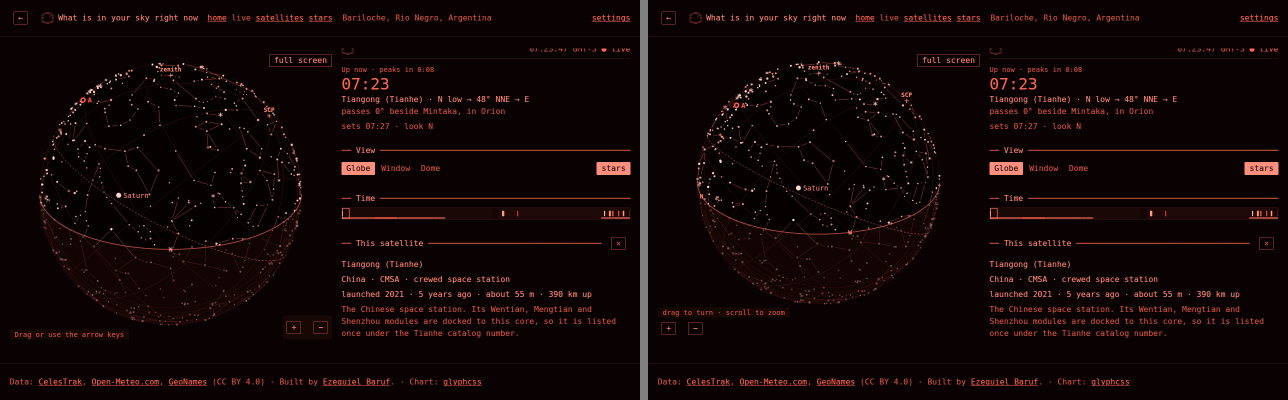 ← What is in your sky right now home live satellites stars Bariloche, Rio Negro, Argentina settings
full screen
07:23:47 GMT-3 ● live
zenith
A
SCP
Saturn
N
Up now · peaks in 0:08
07:23
Tiangong (Tianhe) · N low → 48° NNE → E
passes 0° beside Mintaka, in Orion
sets 07:27 · look N
View
Globe Window Dome stars
Time
This satellite ×
Tiangong (Tianhe)
China · CMSA · crewed space station
launched 2021 · 5 years ago · about 55 m · 390 km up
The Chinese space station. Its Wentian, Mengtian and
Shenzhou modules are docked to this core, so it is listed
once under the Tianhe catalog number.
Drag or use the arrow keys
+ −
Data: CelesTrak, Open-Meteo.com, GeoNames (CC BY 4.0) · Built by Ezequiel Baruf. · Chart: glyphcss
← What is in your sky right now home live satellites stars Bariloche, Rio Negro, Argentina settings
full screen
07:23:47 GMT-3 ● live
zenith
A
SCP
Saturn
Up now · peaks in 0:08
07:23
Tiangong (Tianhe) · N low → 48° NNE → E
passes 0° beside Mintaka, in Orion
sets 07:27 · look N
View
Globe Window Dome stars
Time
This satellite ×
Tiangong (Tianhe)
China · CMSA · crewed space station
launched 2021 · 5 years ago · about 55 m · 390 km up
The Chinese space station. Its Wentian, Mengtian and
Shenzhou modules are docked to this core, so it is listed
once under the Tianhe catalog number.
drag to turn · scroll to zoom
+ −
Data: CelesTrak, Open-Meteo.com, GeoNames (CC BY 4.0) · Built by Ezequiel Baruf. · Chart: glyphcss